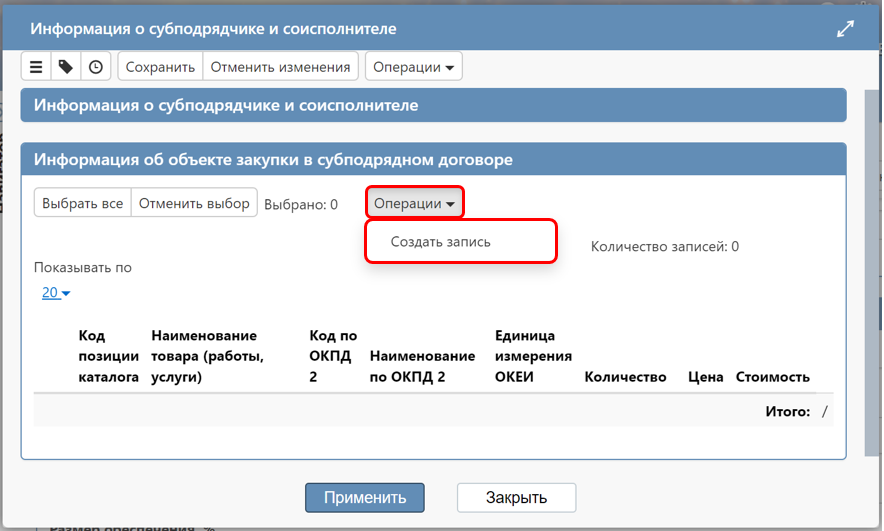 Информация о субподрядчике и соисполнителе
Сохранить Отменить изменения Операции
Информация о субподрядчике и соисполнителе
Информация об объекте закупки в субподрядном договоре
Выбрать все Отменить выбор Выбрано: 0 Операции
Создать запись
Количество записей: 0
Показывать по
20
Код позиции каталога Наименование товара (работы, услуги) Код по ОКПД 2 Наименование по ОКПД 2 Единица измерения ОКЕИ Количество Цена Стоимость
Итого: /
Применить Закрыть